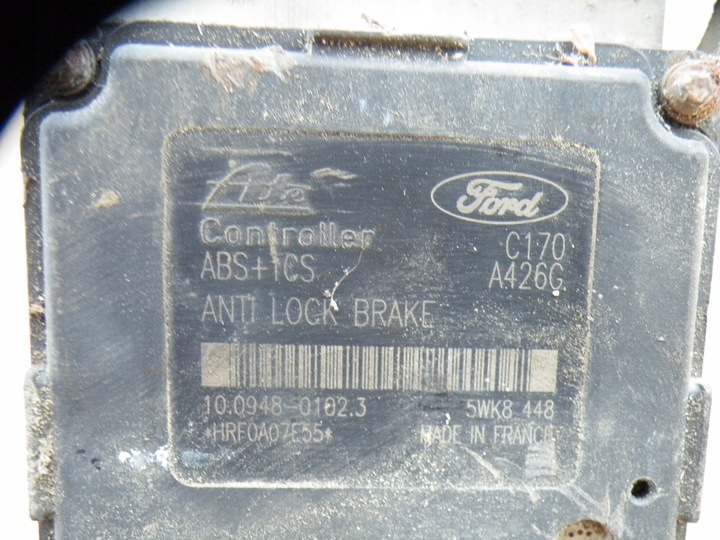 Ate
Ford
Controller
C170
ABS+TCS
A426G
ANTI LOCK BRAKE
10.0948-0102.3
5WK8 448
*HRF0A07E55*
MADE IN FRANCE